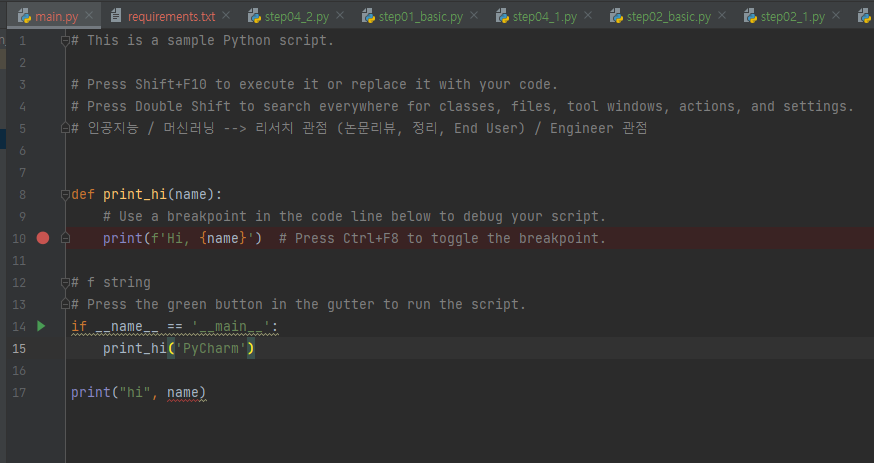 main.py requirements.txt step04_2.py step01_basic.py step04_1.py step02_basic.py step02_1.py
1 # This is a sample Python script.
2
3 # Press Shift+F10 to execute it or replace it with your code.
4 # Press Double Shift to search everywhere for classes, files, tool windows, actions, and settings.
5 # 인공지능 / 머신러닝 --> 리서치 관점 (논문리뷰, 정리, End User) / Engineer 관점
6
7
8 def print_hi(name):
9     # Use a breakpoint in the code line below to debug your script.
10     print(f'Hi, {name}')  # Press Ctrl+F8 to toggle the breakpoint.
11
12 # f string
13 # Press the green button in the gutter to run the script.
14 if __name__ == '__main__':
15     print_hi('PyCharm')
16
17 print("hi", name)